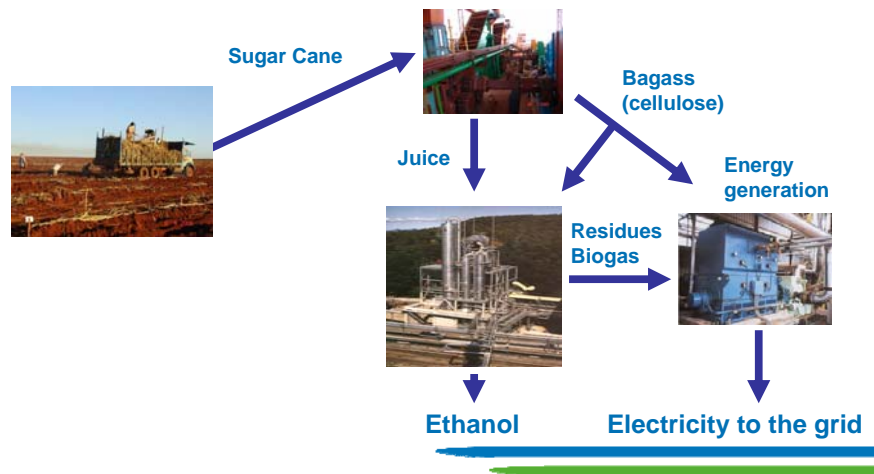 Sugar Cane
Bagass
(cellulose)
Juice
Energy
generation
Residues
Biogas
Ethanol
Electricity to the grid